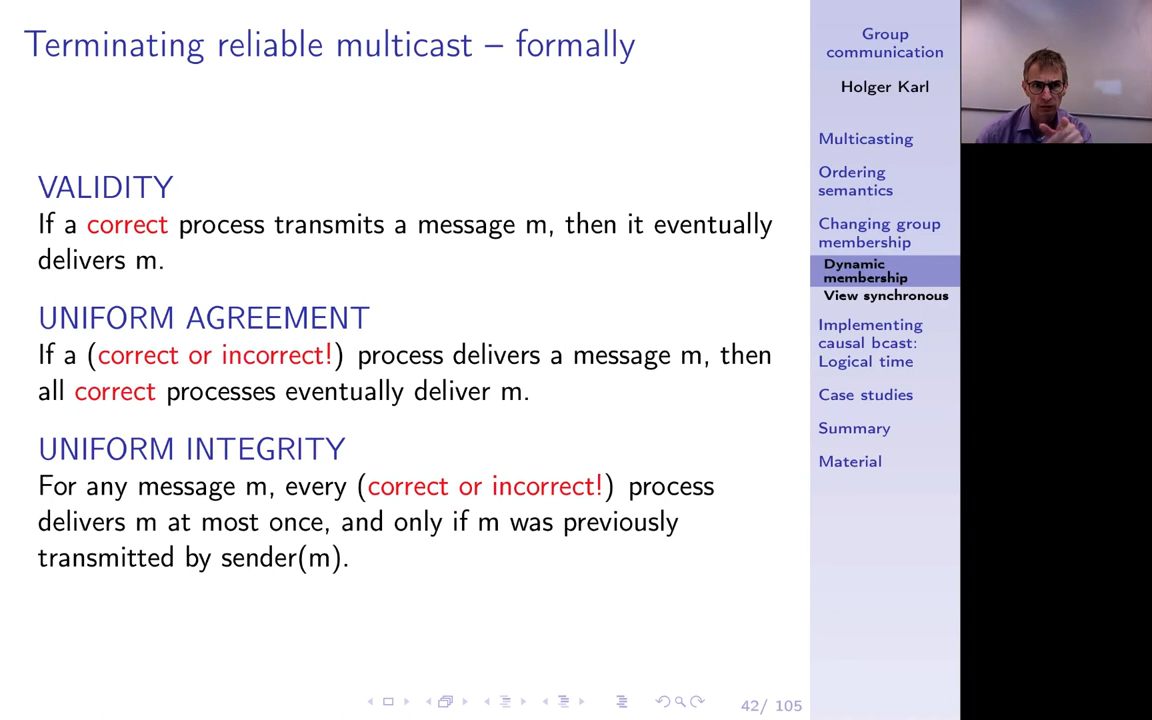 Terminating reliable multicast – formally
VALIDITY
If a correct process transmits a message m, then it eventually
delivers m.
UNIFORM AGREEMENT
If a (correct or incorrect!) process delivers a message m, then
all correct processes eventually deliver m.
UNIFORM INTEGRITY
For any message m, every (correct or incorrect!) process
delivers m at most once, and only if m was previously
transmitted by sender(m).
42/ 105
Group
communication
Holger Karl
Multicasting
Ordering
semantics
Changing group
membership
Dynamic
membership
View synchronous
Implementing
causal bcast:
Logical time
Case studies
Summary
Material